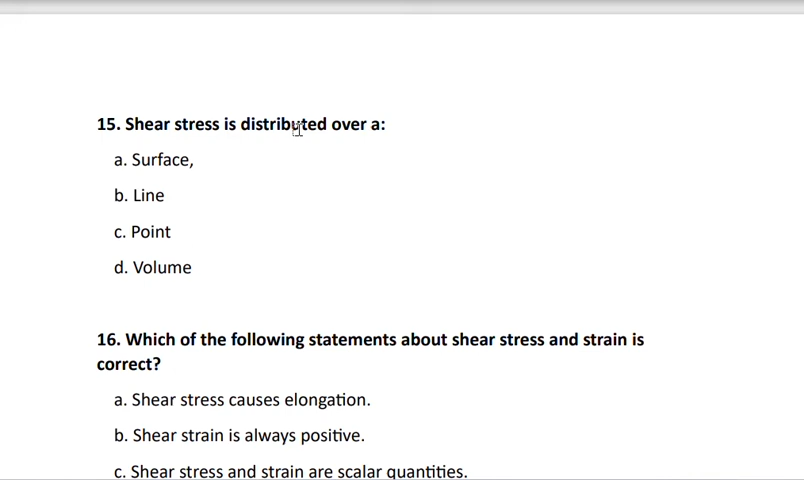 15. Shear stress is distributed over a:
a. Surface,
b. Line
c. Point
d. Volume
16. Which of the following statements about shear stress and strain is
correct?
a. Shear stress causes elongation.
b. Shear strain is always positive.
c. Shear stress and strain are scalar quantities.